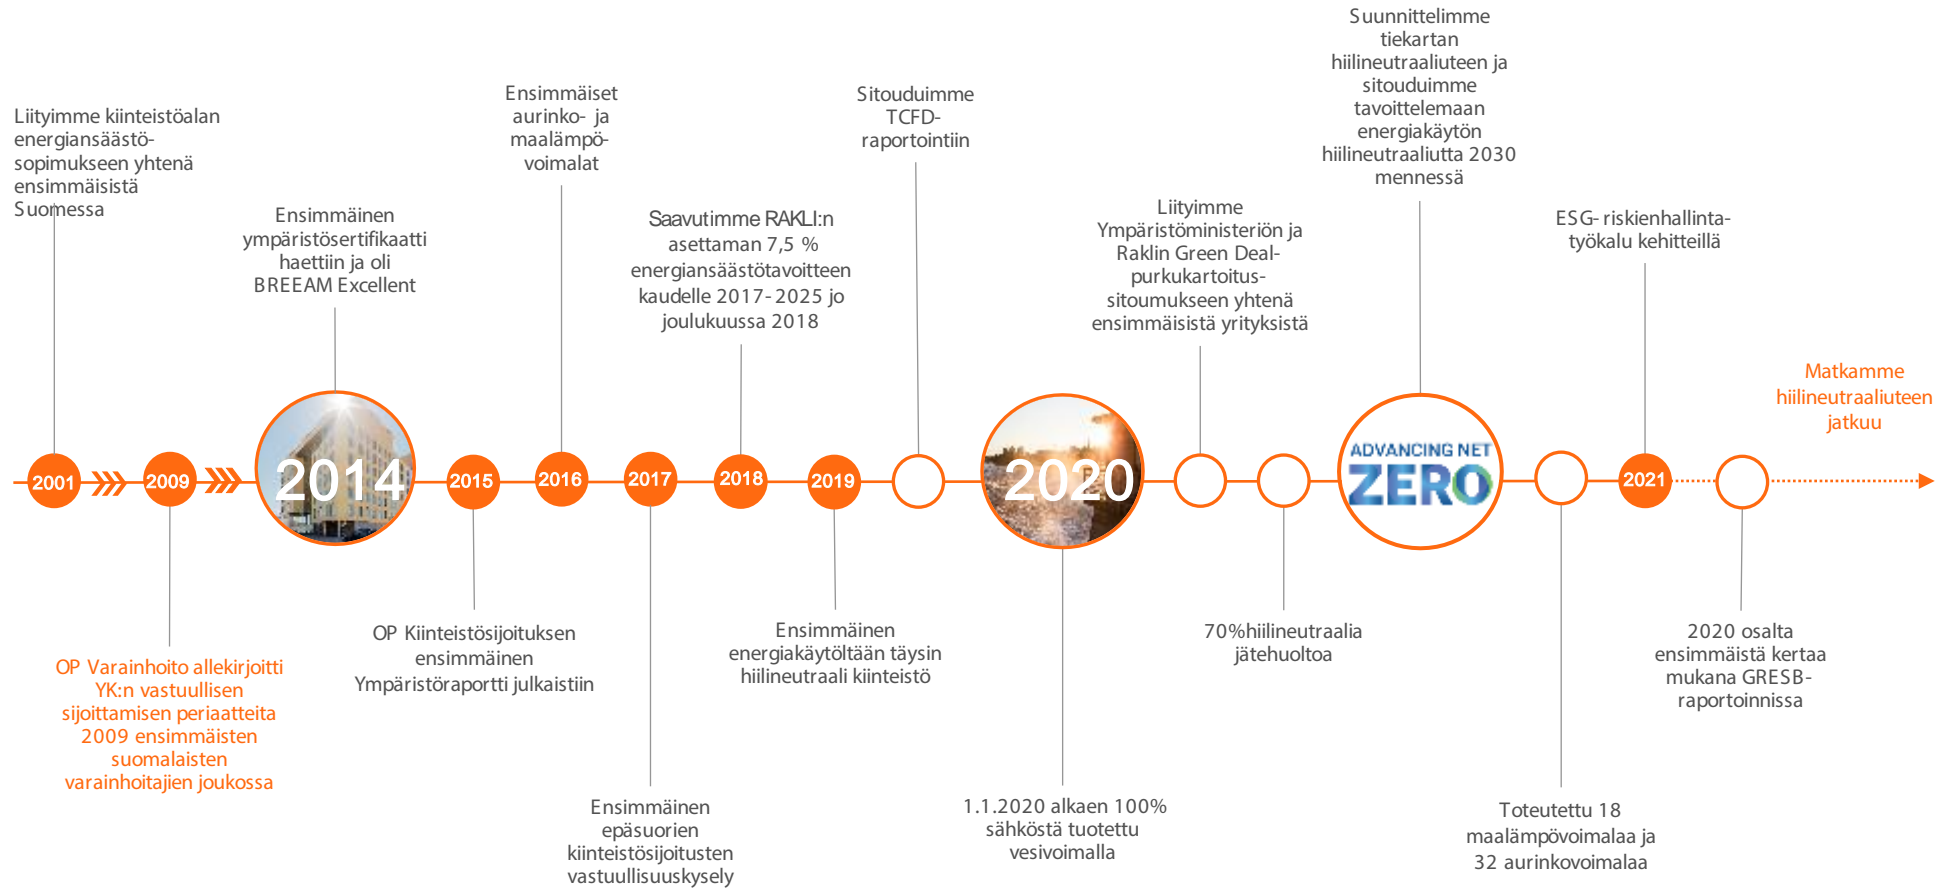 Liityimme kiinteistöalan
energiansäästö-
sopimukseen yhtenä
ensimmäisistä
Suomessa
2001
2009
OP Varainhoito allekirjoitti
YK:n vastuullisen
sijoittamisen periaatteita
2009 ensimmäisten
suomalaisten
varainhoitajien joukossa
Ensimmäinen
ympäristösertifikaatti
haettiin ja oli
BREEAM Excellent
2014
2015
OP Kiinteistösijoituksen
ensimmäinen
Ympäristöraportti julkaistiin
Ensimmäiset
aurinko- ja
maalämpö-
voimalat
2016
2017
Ensimmäinen
epäsuorien
kiinteistösijoitusten
vastuullisuuskysely
Saavutimme RAKLI:n
asettaman 7,5 %
energiansäästötavoitteen
kaudelle 2017-2025 jo
joulukuussa 2018
2018
2019
Ensimmäinen
energiakäytöltään täysin
hiilineutraali kiinteistö
Sitouduimme
TCFD-
raportointiin
2020
1.1.2020 alkaen 100%
sähköstä tuotettu
vesivoimalla
Liityimme
Ympäristöministeriön ja
Raklin Green Deal-
purkukartoitus-
sitoumukseen yhtenä
ensimmäisistä yrityksistä
70%hiilineutraalia
jätehuoltoa
Suunnittelimme
tiekartan
hiilineutraaliuteen ja
sitouduimme
tavoittelemaan
energiakäytön
hiilineutraaliutta 2030
mennessä
ADVANCING NET
ZERO
Toteutettu 18
maalämpövoimalaa ja
32 aurinkovoimalaa
ESG- riskienhallinta-
työkalu kehitteillä
2021
2020 osalta
ensimmäistä kertaa
mukana GRESB-
raportoinnissa
Matkamme
hiilineutraaliuteen
jatkuu